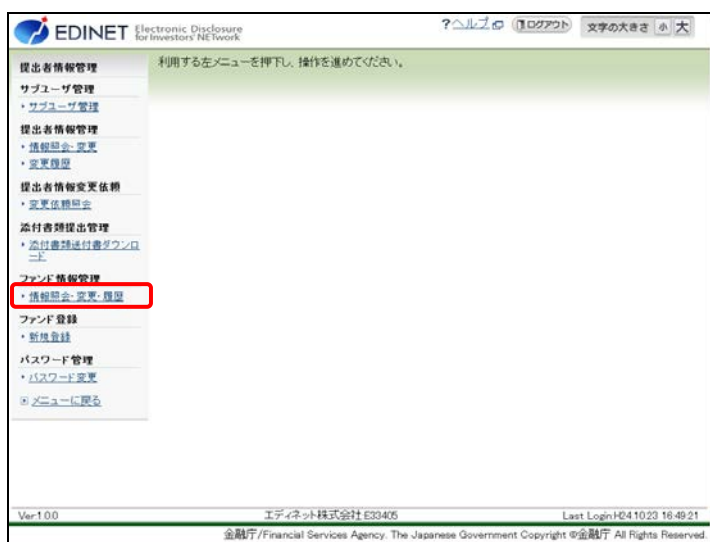 EDINET Electronic Disclosure
for Investors' NETwork
?ヘルプ ログアウト 文字の大きさ 小 大
提出者情報管理
利用する左メニューを押下し、操作を進めてください。
サブユーザ管理
サブユーザ管理
提出者情報管理
情報照会・変更
変更履歴
提出者情報変更依頼
変更依頼照会
添付書類提出管理
添付書類送付書ダウンロ
ード
ファンド情報管理
情報照会・変更・履歴
ファンド登録
新規登録
パスワード管理
パスワード変更
メニューに戻る
Ver1.0.0 エディネット株式会社 E33405 Last Login H24 10 23 16:49:21
金融庁/Financial Services Agency. The Japanese Government Copyright ©金融庁 All Rights Reserved.